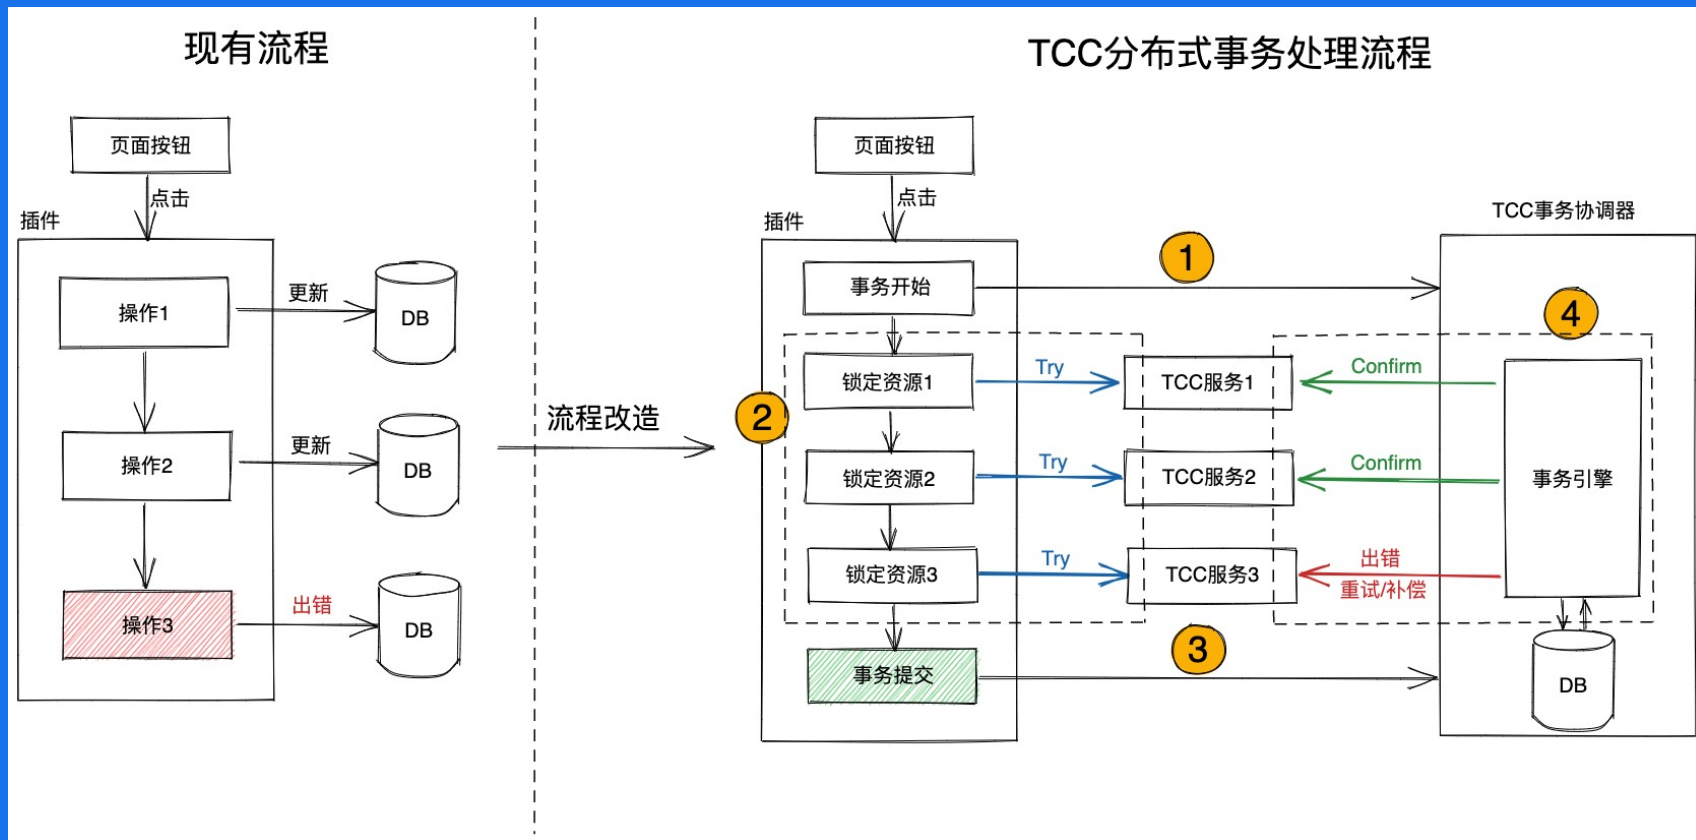 现有流程
页面按钮
点击
插件
操作1
更新
DB
操作2
更新
DB
操作3
出错
DB
流程改造
TCC分布式事务处理流程
页面按钮
点击
插件
TCC事务协调器
事务开始
1
4
2
锁定资源1
Try
TCC服务1
Confirm
锁定资源2
Try
TCC服务2
Confirm
事务引擎
锁定资源3
Try
TCC服务3
出错
重试/补偿
3
事务提交
DB